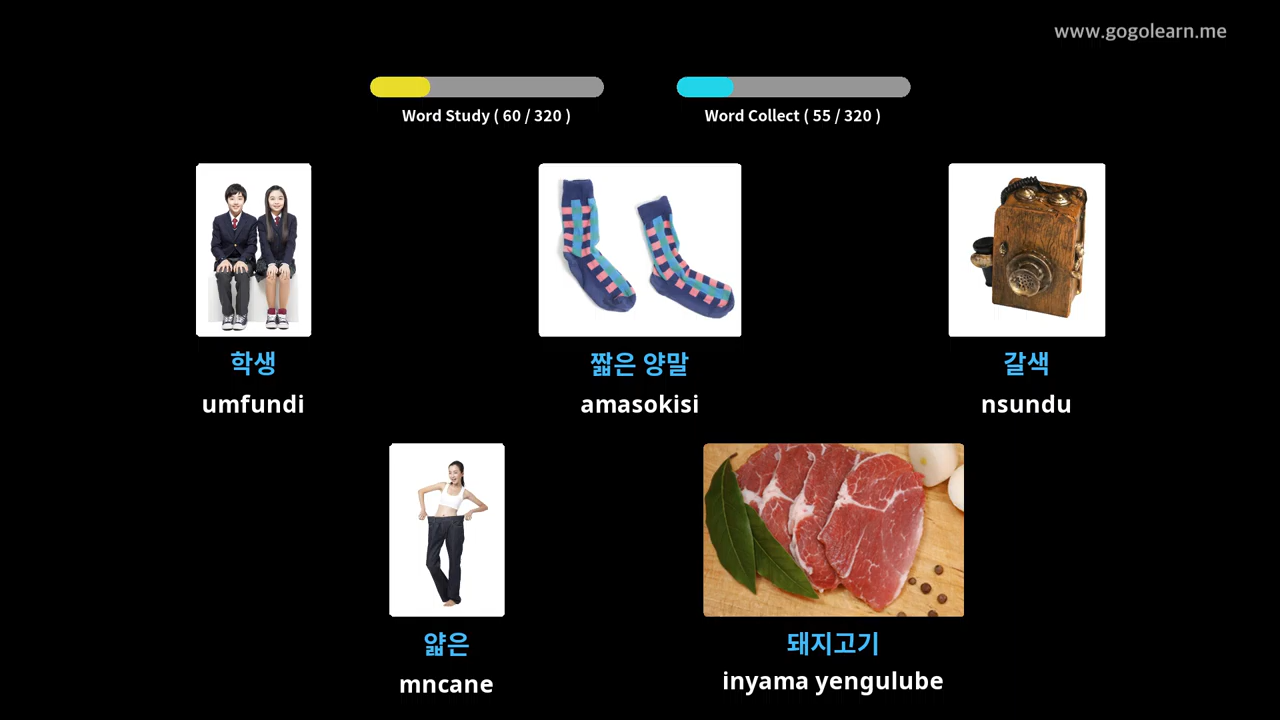 www.gogolearn.me
Word Study ( 60 / 320 )
Word Collect ( 55 / 320 )
학생
umfundi
짧은 양말
amasokisi
갈색
nsundu
얇은
mncane
돼지고기
inyama yengulube